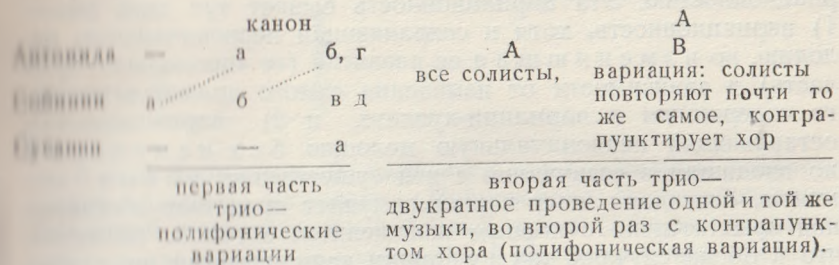 канон А
Антонида — а б, г А В
все солисты, вариация: солисты
Собинин а б в д повторяют почти то
же самое, контра-
Сусанин — — а пунктирует хор
первая часть вторая часть трио—
трио— двукратное проведение одной и той же
полифонические музыки, во второй раз с контрапунк-
вариации том хора (полифоническая вариация).